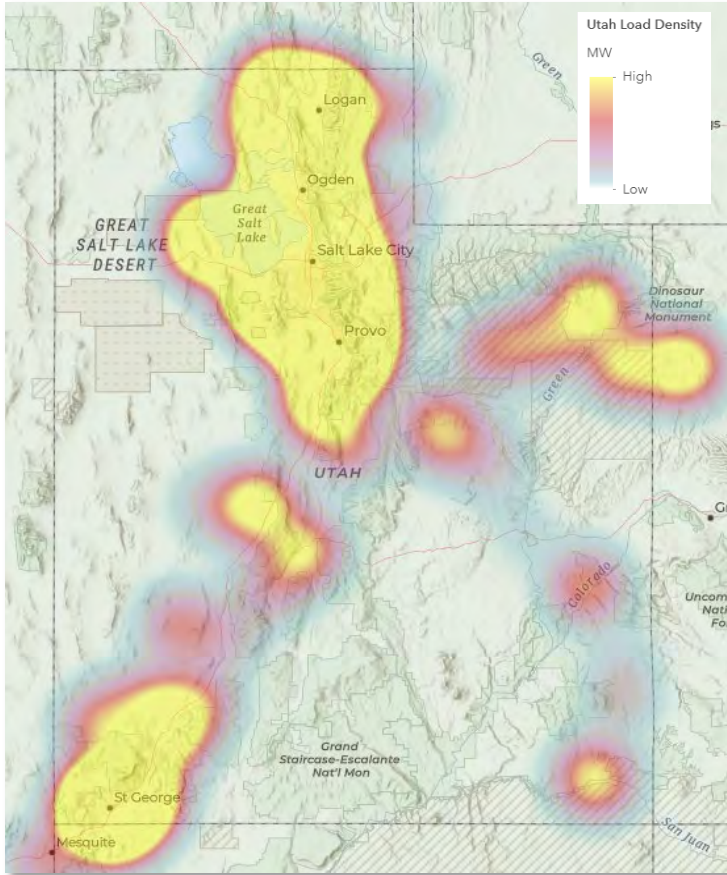 Utah Load Density
MW
High
Low
Green
gs
Logan
Ogden
Great
Salt
Lake
GREAT
SALT LAKE
DESERT
Salt Lake City
Provo
Dinosaur
National
Monument
Green
UTAH
G
Colorado
Uncom
Nati
Fo
Grand
Staircase-Escalante
Nat'l Mon
St George
Mesquite
San Juan